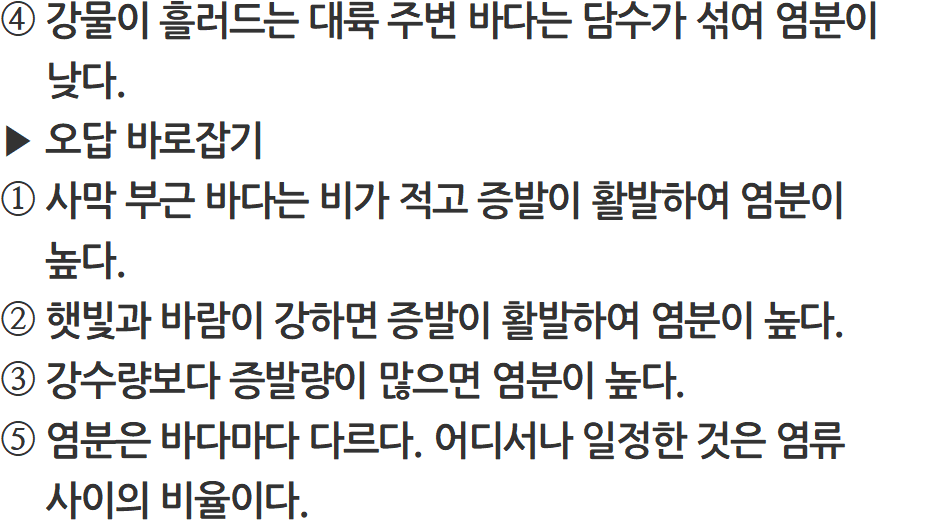 ④ 강물이 흘러드는 대륙 주변 바다는 담수가 섞여 염분이
낮다.
▶ 오답 바로잡기
① 사막 부근 바다는 비가 적고 증발이 활발하여 염분이
높다.
② 햇빛과 바람이 강하면 증발이 활발하여 염분이 높다.
③ 강수량보다 증발량이 많으면 염분이 높다.
⑤ 염분은 바다마다 다르다. 어디서나 일정한 것은 염류
사이의 비율이다.